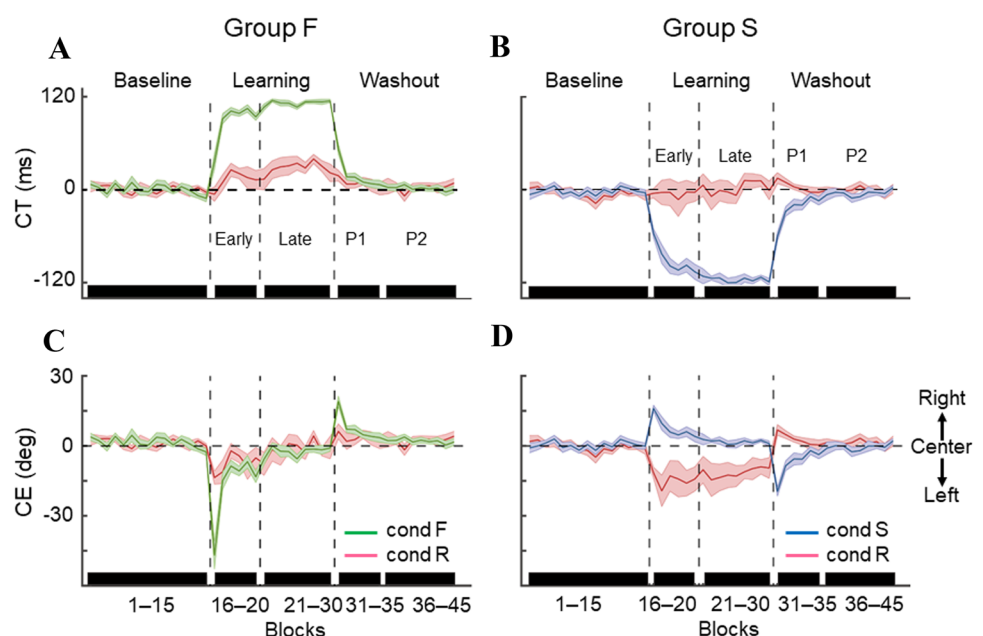 Group F
Group S
A
B
Baseline
Learning
Washout
Baseline
Learning
Washout
120
0
-120
CT (ms)
Early
Late
P1
P2
Early
Late
P1
P2
C
D
30
0
-30
CE (deg)
cond F
cond R
cond S
cond R
Right
Center
Left
1–15
16–20
21–30
31–35
36–45
1–15
16–20
21–30
31–35
36–45
Blocks
Blocks